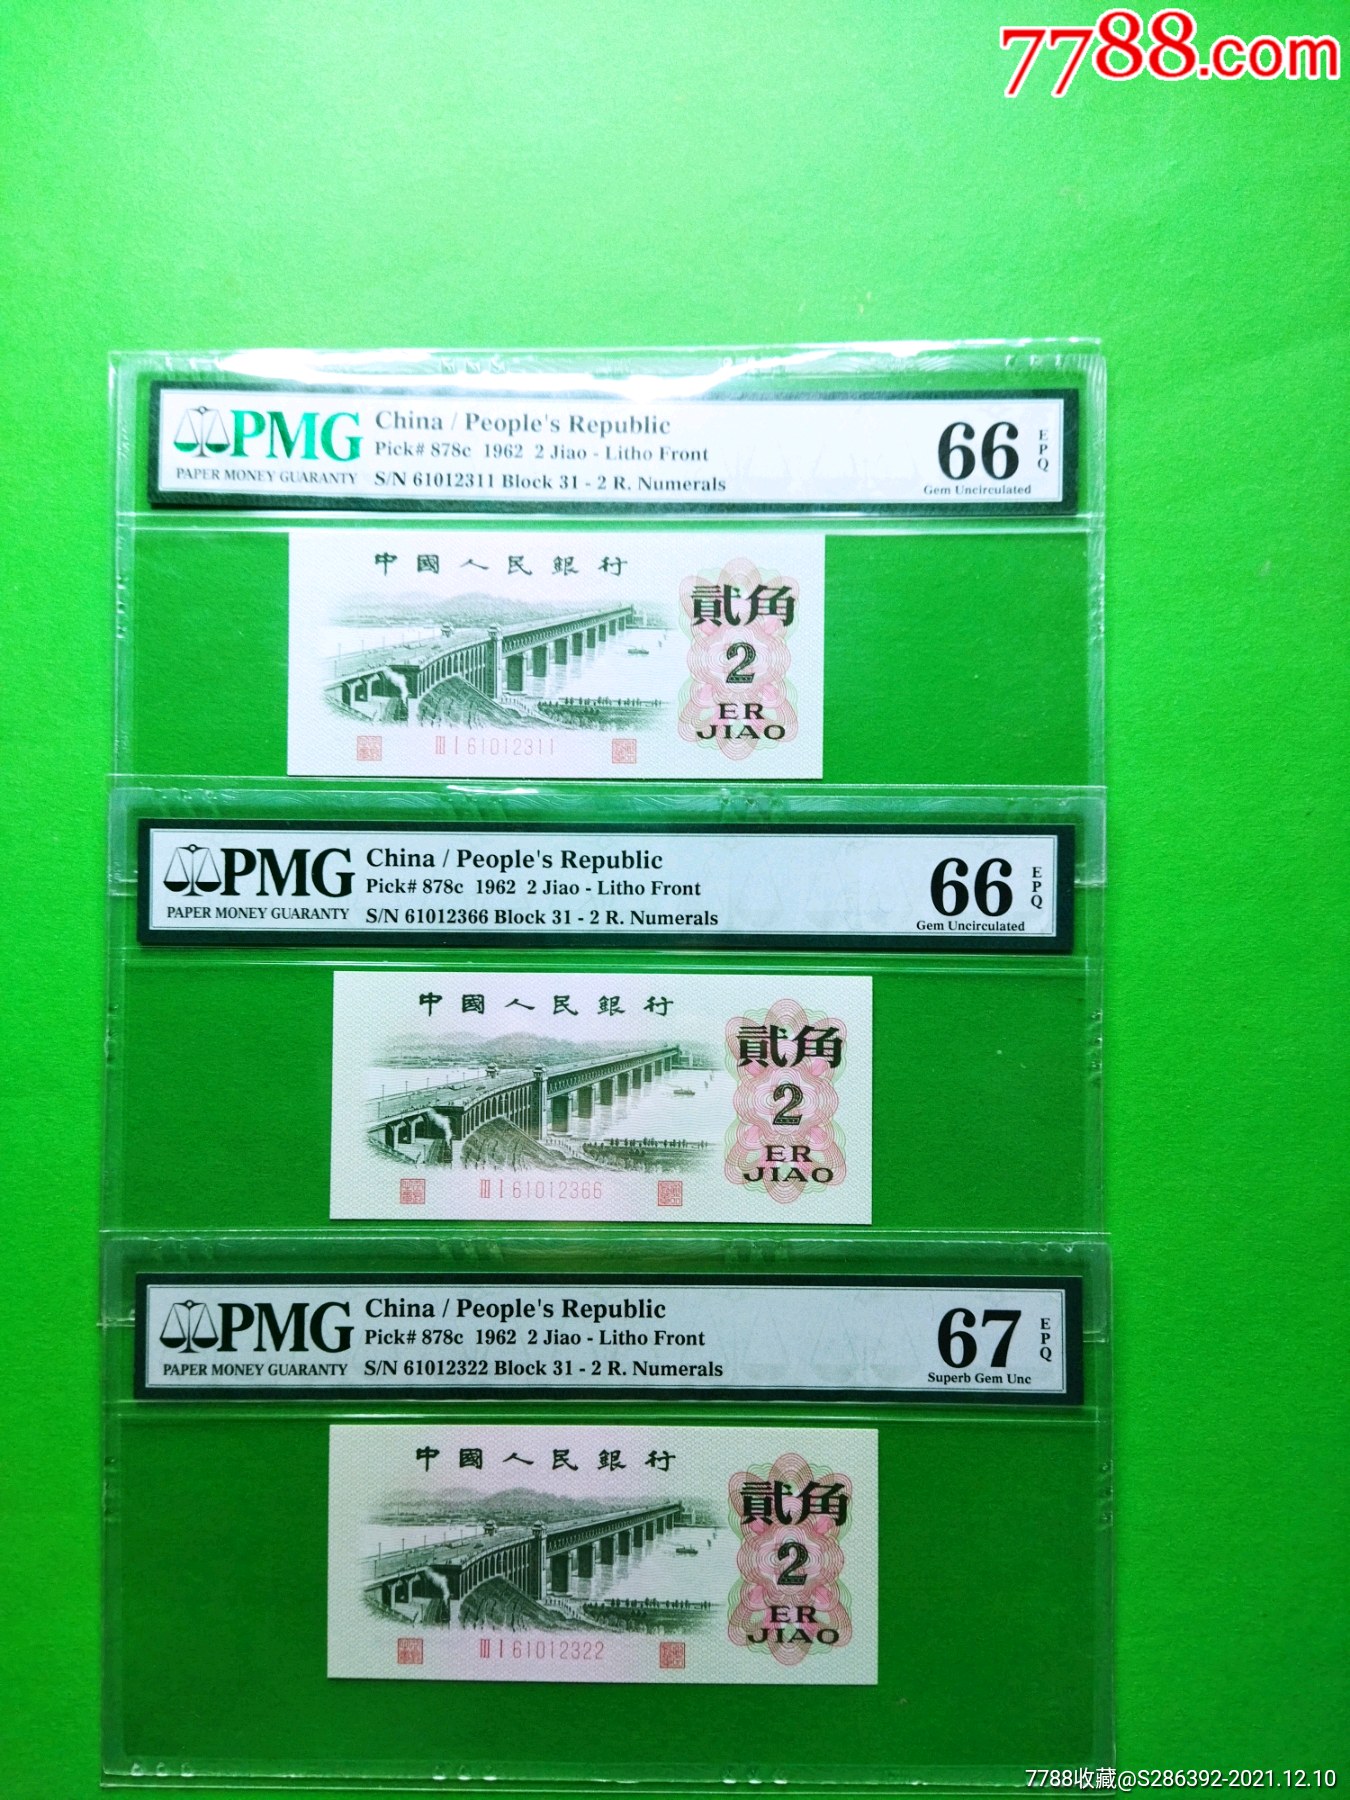 7788.com
PMG
PAPER MONEY GUARANTY
China / People's Republic
Pick# 878c 1962 2 Jiao - Litho Front
S/N 61012311 Block 31 - 2 R. Numerals
66
EPQ
Gem Uncirculated
中國人民銀行
貳角
2
ER
JIAO
III I 61012311
PMG
PAPER MONEY GUARANTY
China / People's Republic
Pick# 878c 1962 2 Jiao - Litho Front
S/N 61012366 Block 31 - 2 R. Numerals
66
EPQ
Gem Uncirculated
中國人民銀行
貳角
2
ER
JIAO
III I 61012366
PMG
PAPER MONEY GUARANTY
China / People's Republic
Pick# 878c 1962 2 Jiao - Litho Front
S/N 61012322 Block 31 - 2 R. Numerals
67
EPQ
Superb Gem Unc
中國人民銀行
貳角
2
ER
JIAO
III I 61012322
7788收藏@S286392-2021.12.10